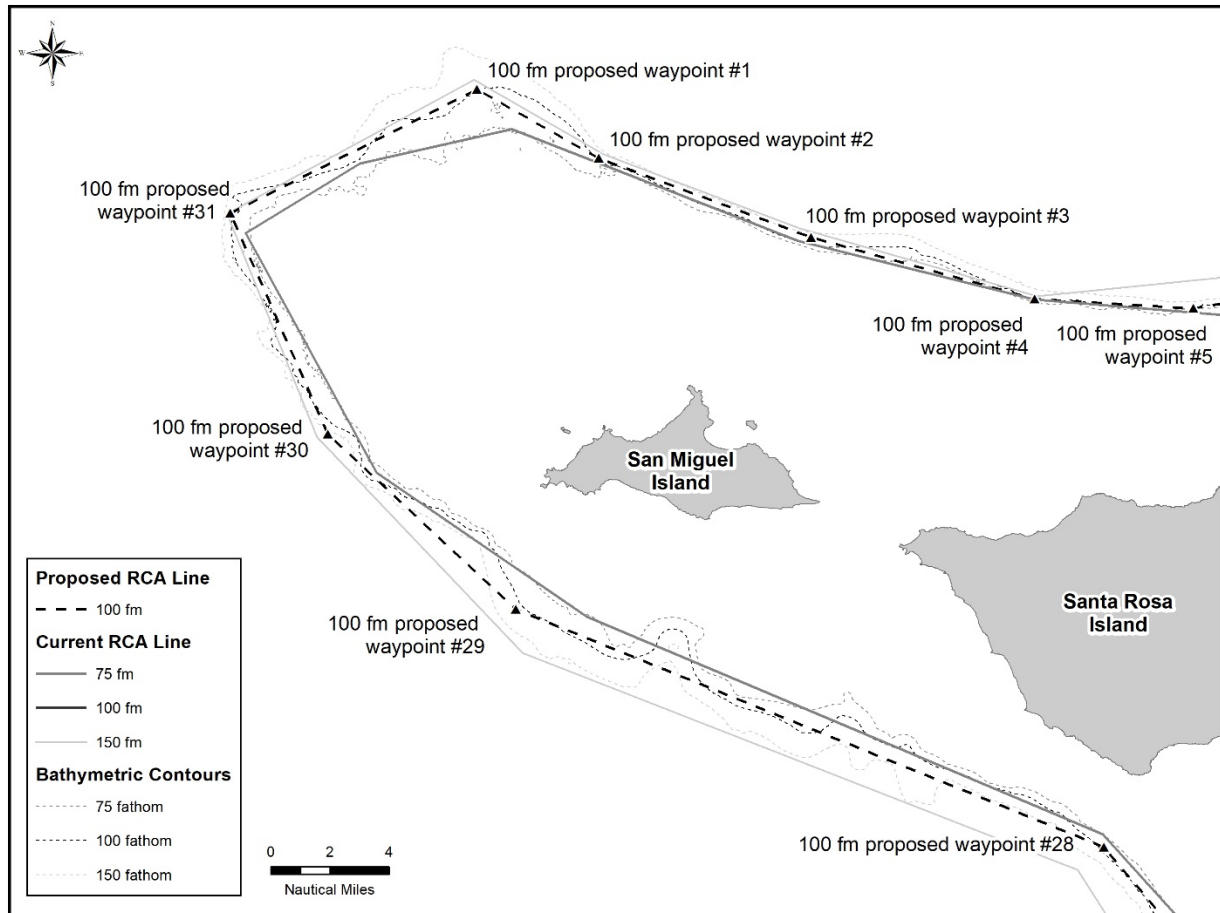 N
W
E
S
100 fm proposed waypoint #1
100 fm proposed waypoint #2
100 fm proposed
waypoint #31
100 fm proposed waypoint #3
100 fm proposed
waypoint #4
100 fm proposed
waypoint #5
100 fm proposed
waypoint #30
San Miguel
Island
Santa Rosa
Island
100 fm proposed
waypoint #29
100 fm proposed waypoint #28
Proposed RCA Line
100 fm
Current RCA Line
75 fm
100 fm
150 fm
Bathymetric Contours
75 fathom
100 fathom
150 fathom
0 2 4
Nautical Miles